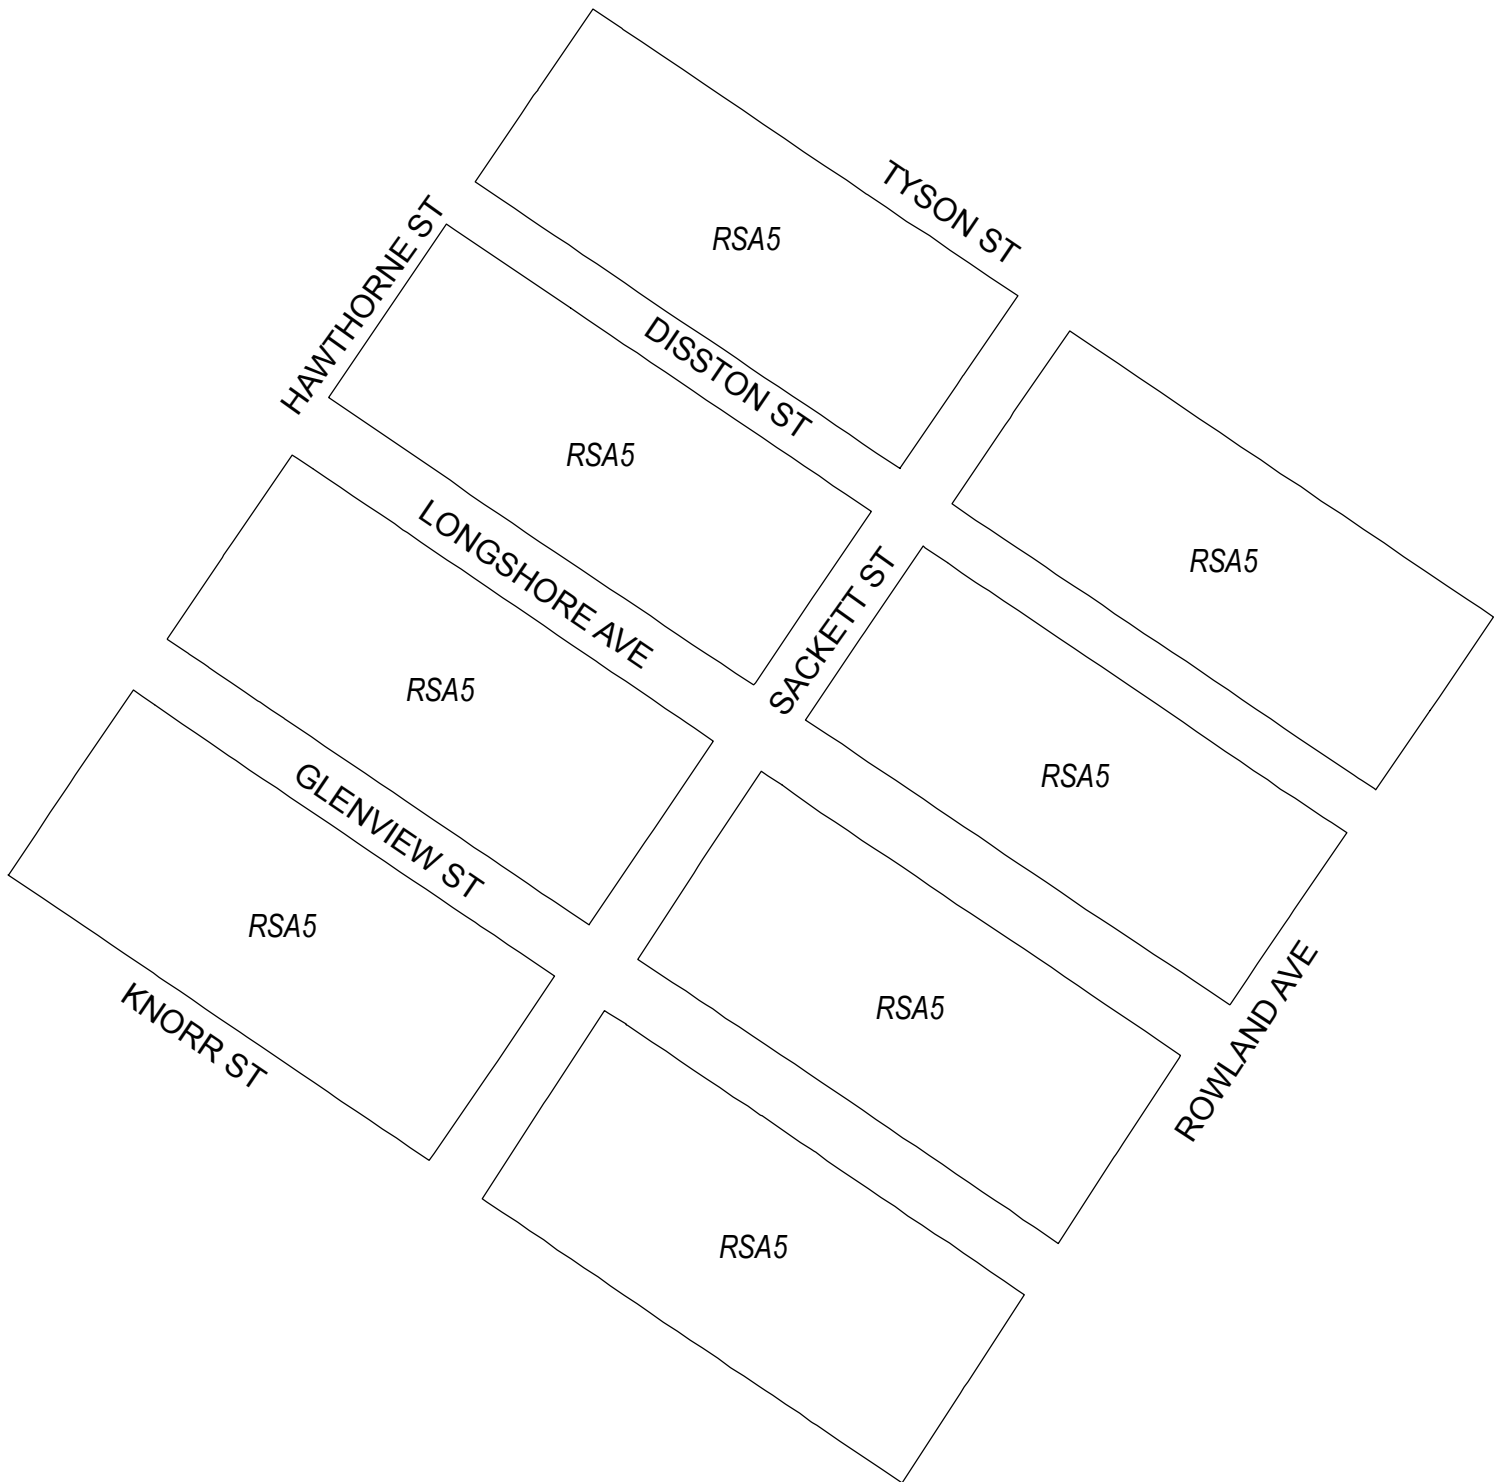 TYSON ST
HAWTHORNE ST
RSA5
DISSTON ST
RSA5
LONGSHORE AVE
SACKETT ST
RSA5
RSA5
RSA5
GLENVIEW ST
RSA5
KNORR ST
RSA5
ROWLAND AVE
RSA5